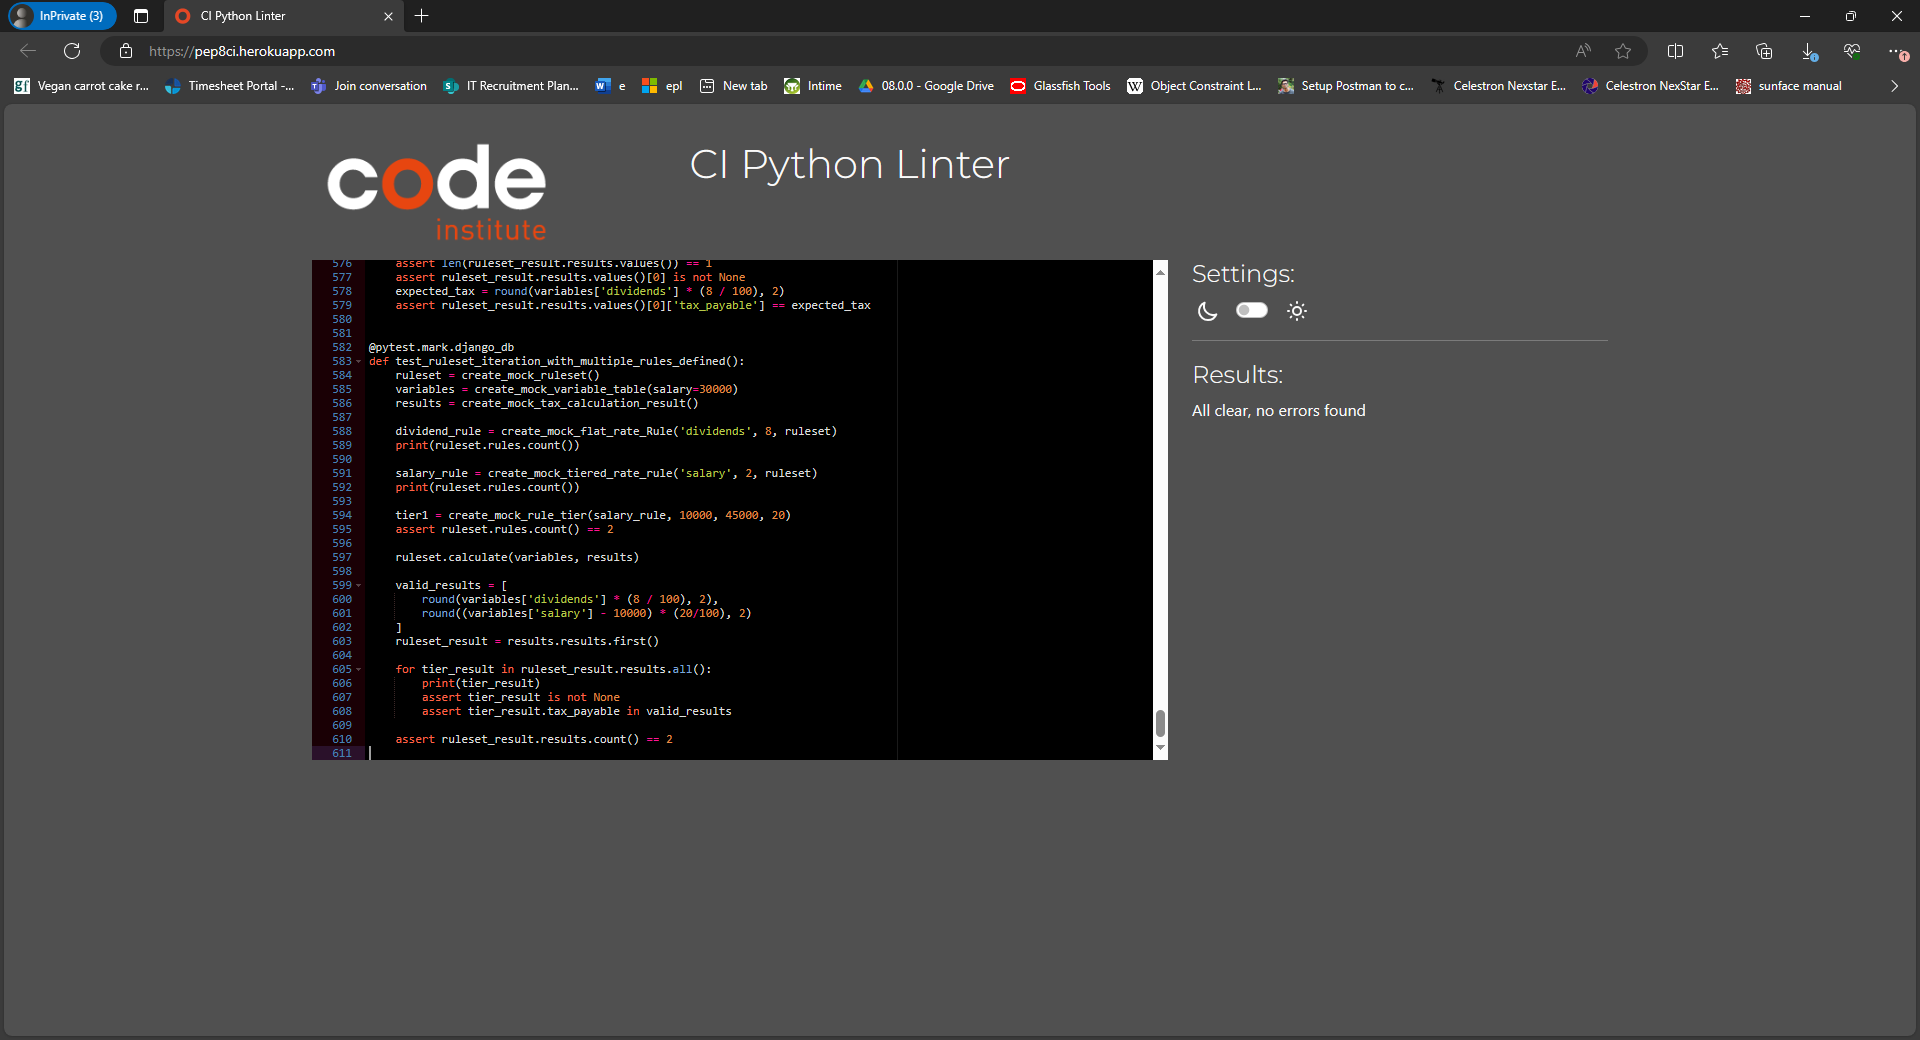 InPrivate (3)
CI Python Linter
https://pep8ci.herokuapp.com
Vegan carrot cake r...
Timesheet Portal -...
Join conversation
IT Recruitment Plan...
e
epl
New tab
Intime
08.0.0 - Google Drive
Glassfish Tools
Object Constraint L...
Setup Postman to c...
Celestron Nexstar E...
Celestron NexStar E...
sunface manual
code
institute
CI Python Linter
576 assert len(ruleset_result.results.values()) == 1
577 assert ruleset_result.results.values()[0] is not None
578 expected_tax = round(variables['dividends'] * (8 / 100), 2)
579 assert ruleset_result.results.values()[0]['tax_payable'] == expected_tax
580
581
582 @pytest.mark.django_db
583 def test_ruleset_iteration_with_multiple_rules_defined():
584 ruleset = create_mock_ruleset()
585 variables = create_mock_variable_table(salary=30000)
586 results = create_mock_tax_calculation_result()
587
588 dividend_rule = create_mock_flat_rate_Rule('dividends', 8, ruleset)
589 print(ruleset.rules.count())
590
591 salary_rule = create_mock_tiered_rate_rule('salary', 2, ruleset)
592 print(ruleset.rules.count())
593
594 tier1 = create_mock_rule_tier(salary_rule, 10000, 45000, 20)
595 assert ruleset.rules.count() == 2
596
597 ruleset.calculate(variables, results)
598
599 valid_results = [
600 round(variables['dividends'] * (8 / 100), 2),
601 round((variables['salary'] - 10000) * (20/100), 2)
602 ]
603 ruleset_result = results.results.first()
604
605 for tier_result in ruleset_result.results.all():
606 print(tier_result)
607 assert tier_result is not None
608 assert tier_result.tax_payable in valid_results
609
610 assert ruleset_result.results.count() == 2
611
Settings:
Results:
All clear, no errors found